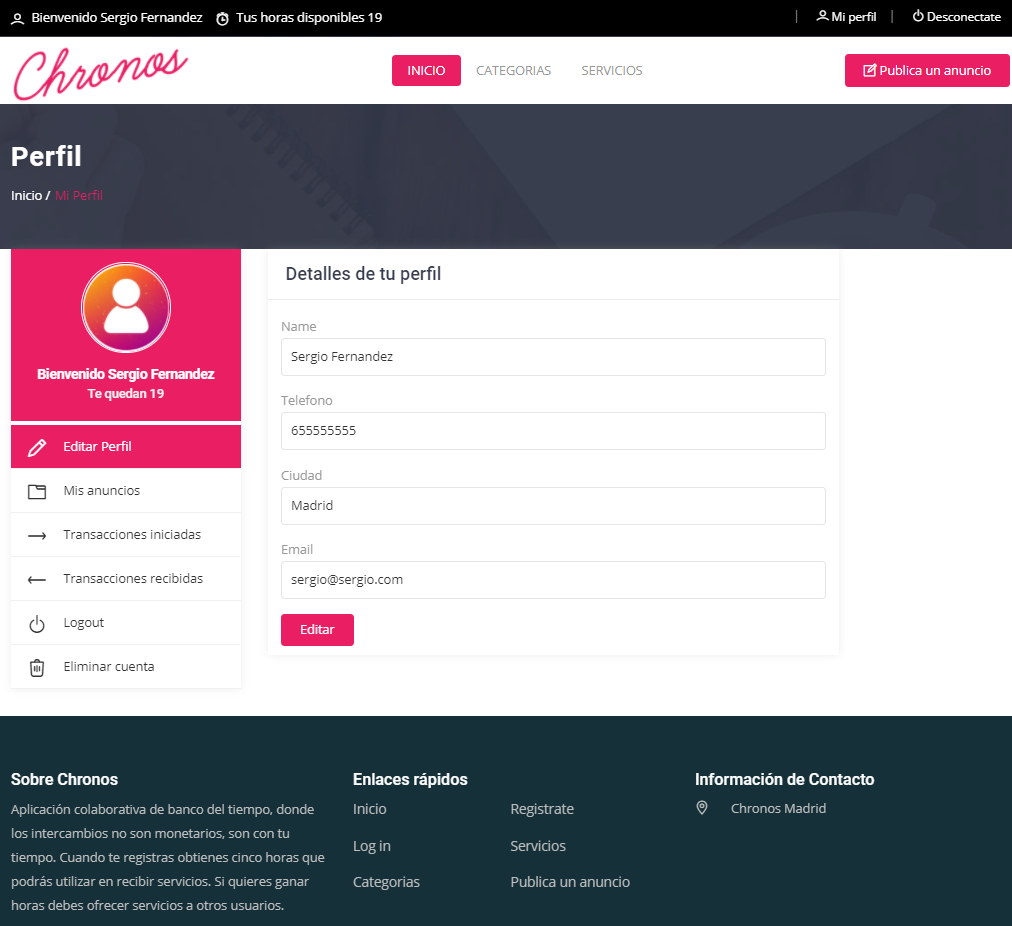 Bienvenido Sergio Fernandez Tus horas disponibles 19 | Mi perfil | Desconectate
Chronos INICIO CATEGORIAS SERVICIOS Publica un anuncio
Perfil
Inicio / Mi Perfil
Bienvenido Sergio Fernandez
Te quedan 19
Editar Perfil
Mis anuncios
Transacciones iniciadas
Transacciones recibidas
Logout
Eliminar cuenta
Detalles de tu perfil
Name
Sergio Fernandez
Telefono
655555555
Ciudad
Madrid
Email
sergio@sergio.com
Editar
Sobre Chronos
Aplicación colaborativa de banco del tiempo, donde
los intercambios no son monetarios, son con tu
tiempo. Cuando te registras obtienes cinco horas que
podrás utilizar en recibir servicios. Si quieres ganar
horas debes ofrecer servicios a otros usuarios.
Enlaces rápidos
Inicio Registrate
Log in Servicios
Categorias Publica un anuncio
Información de Contacto
Chronos Madrid